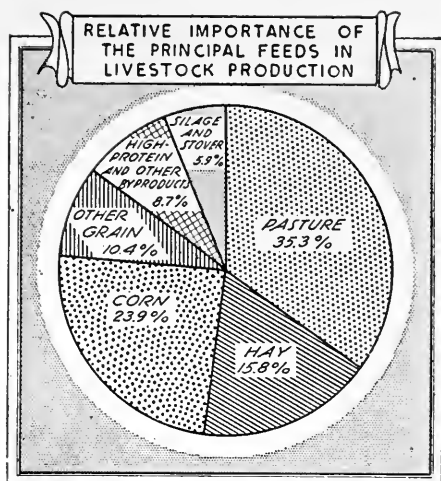 RELATIVE IMPORTANCE OF
THE PRINCIPAL FEEDS IN
LIVESTOCK PRODUCTION
SILAGE AND
STOVER
5.9%
HIGH-
PROTEIN
AND OTHER
BYPRODUCTS
8.7%
OTHER
GRAIN
10.4%
CORN
23.9%
HAY
15.8%
PASTURE
35.3%